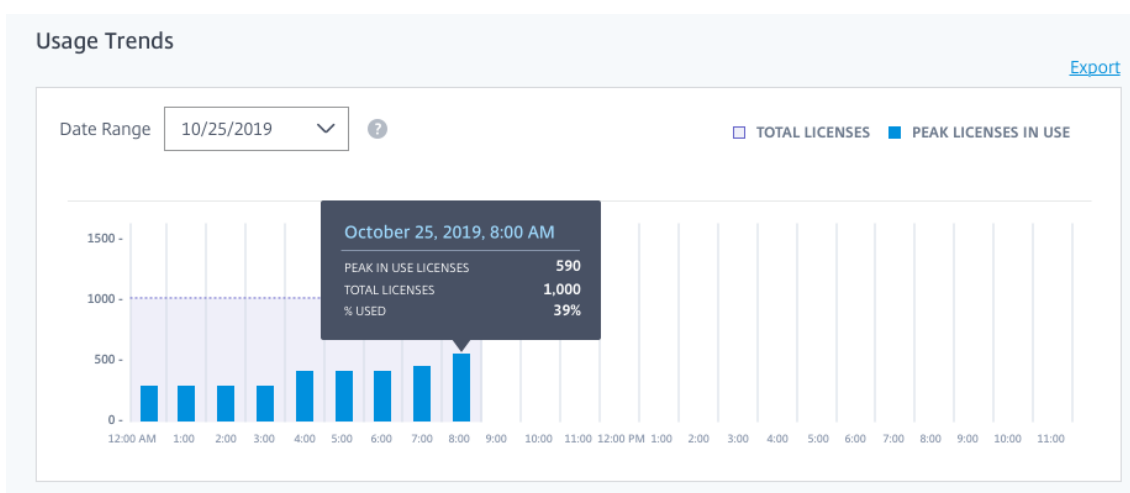 Usage Trends
Export
Date Range 10/25/2019 ?
TOTAL LICENSES PEAK LICENSES IN USE
October 25, 2019, 8:00 AM
PEAK IN USE LICENSES 590
TOTAL LICENSES 1,000
% USED 39%
1500 -
1000 -
500 -
0 -
12:00 AM 1:00 2:00 3:00 4:00 5:00 6:00 7:00 8:00 9:00 10:00 11:00 12:00 PM 1:00 2:00 3:00 4:00 5:00 6:00 7:00 8:00 9:00 10:00 11:00